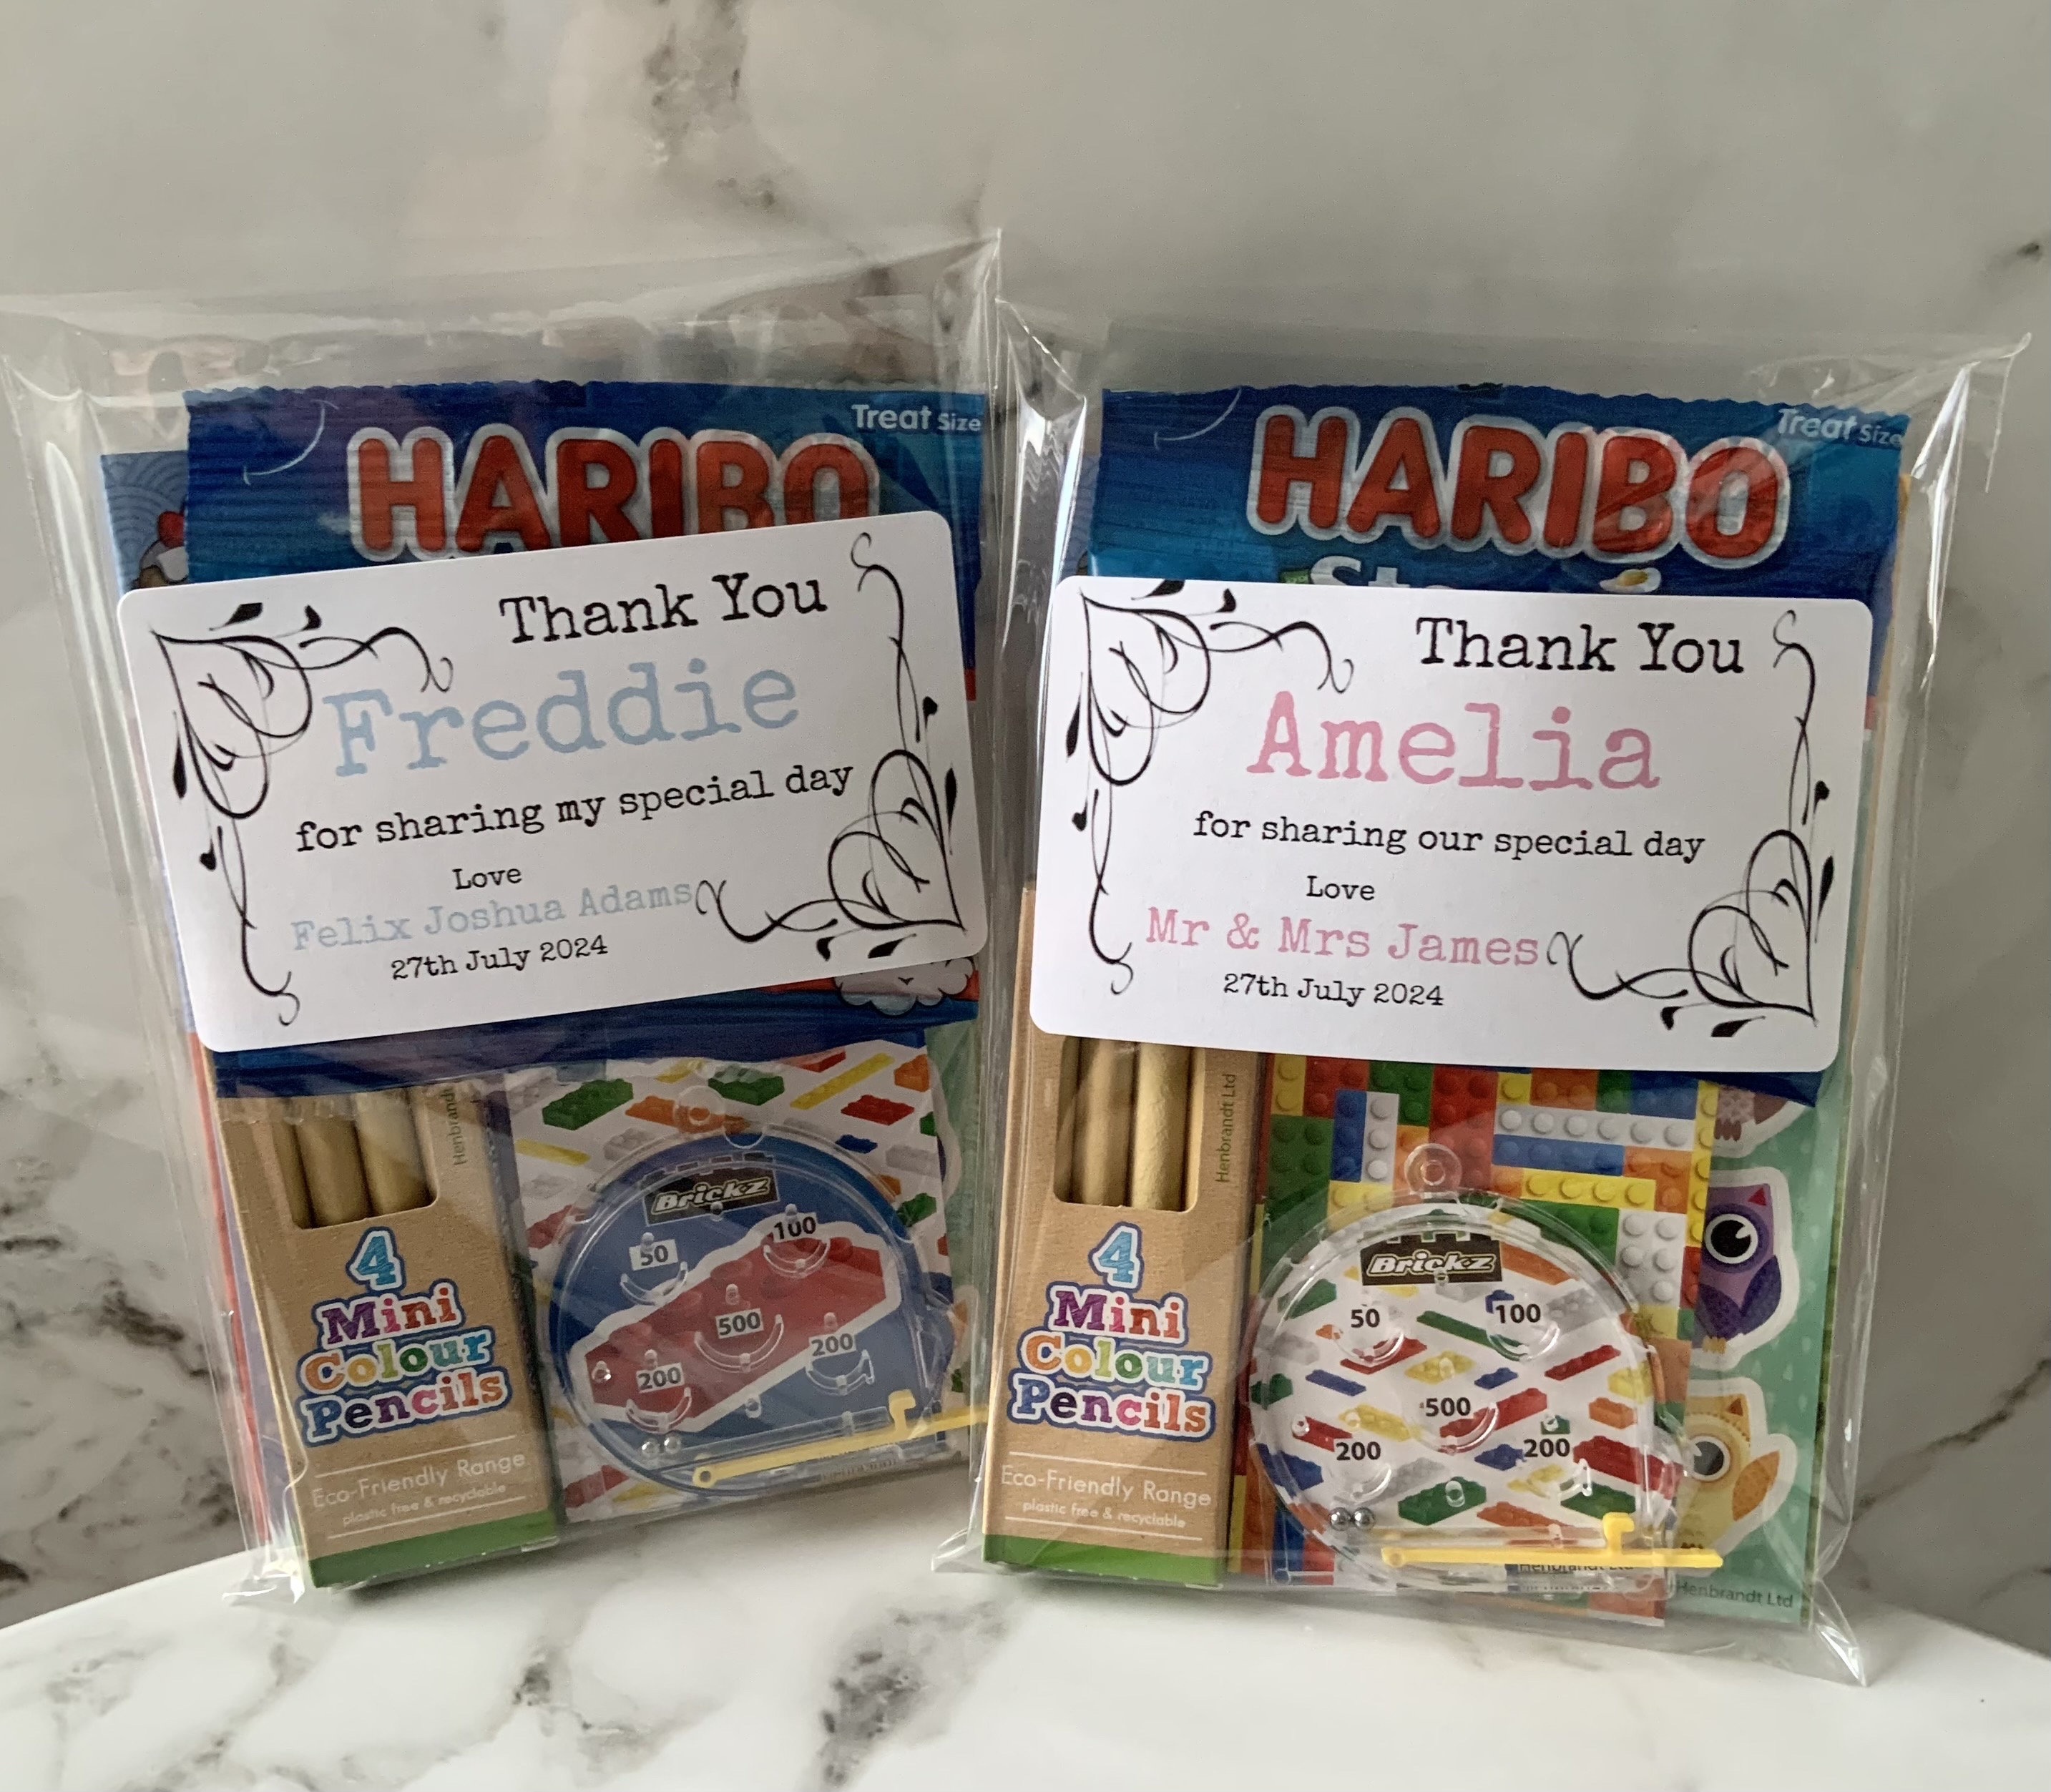 Treat Size
HARIBO
Thank You
Freddie
for sharing my special day
Love
Felix Joshua Adams
27th July 2024
Henbrandt
Brickz
50
100
500
200
200
4
Mini
Colour
Pencils
Eco-Friendly Range
plastic free & recyclable
Treat Size
HARIBO
Thank You
Amelia
for sharing our special day
Love
Mr & Mrs James
27th July 2024
Henbrandt Ltd
Brickz
50
100
500
200
200
4
Mini
Colour
Pencils
Eco-Friendly Range
plastic free & recyclable
Henbrandt Ltd
Henbrandt Ltd